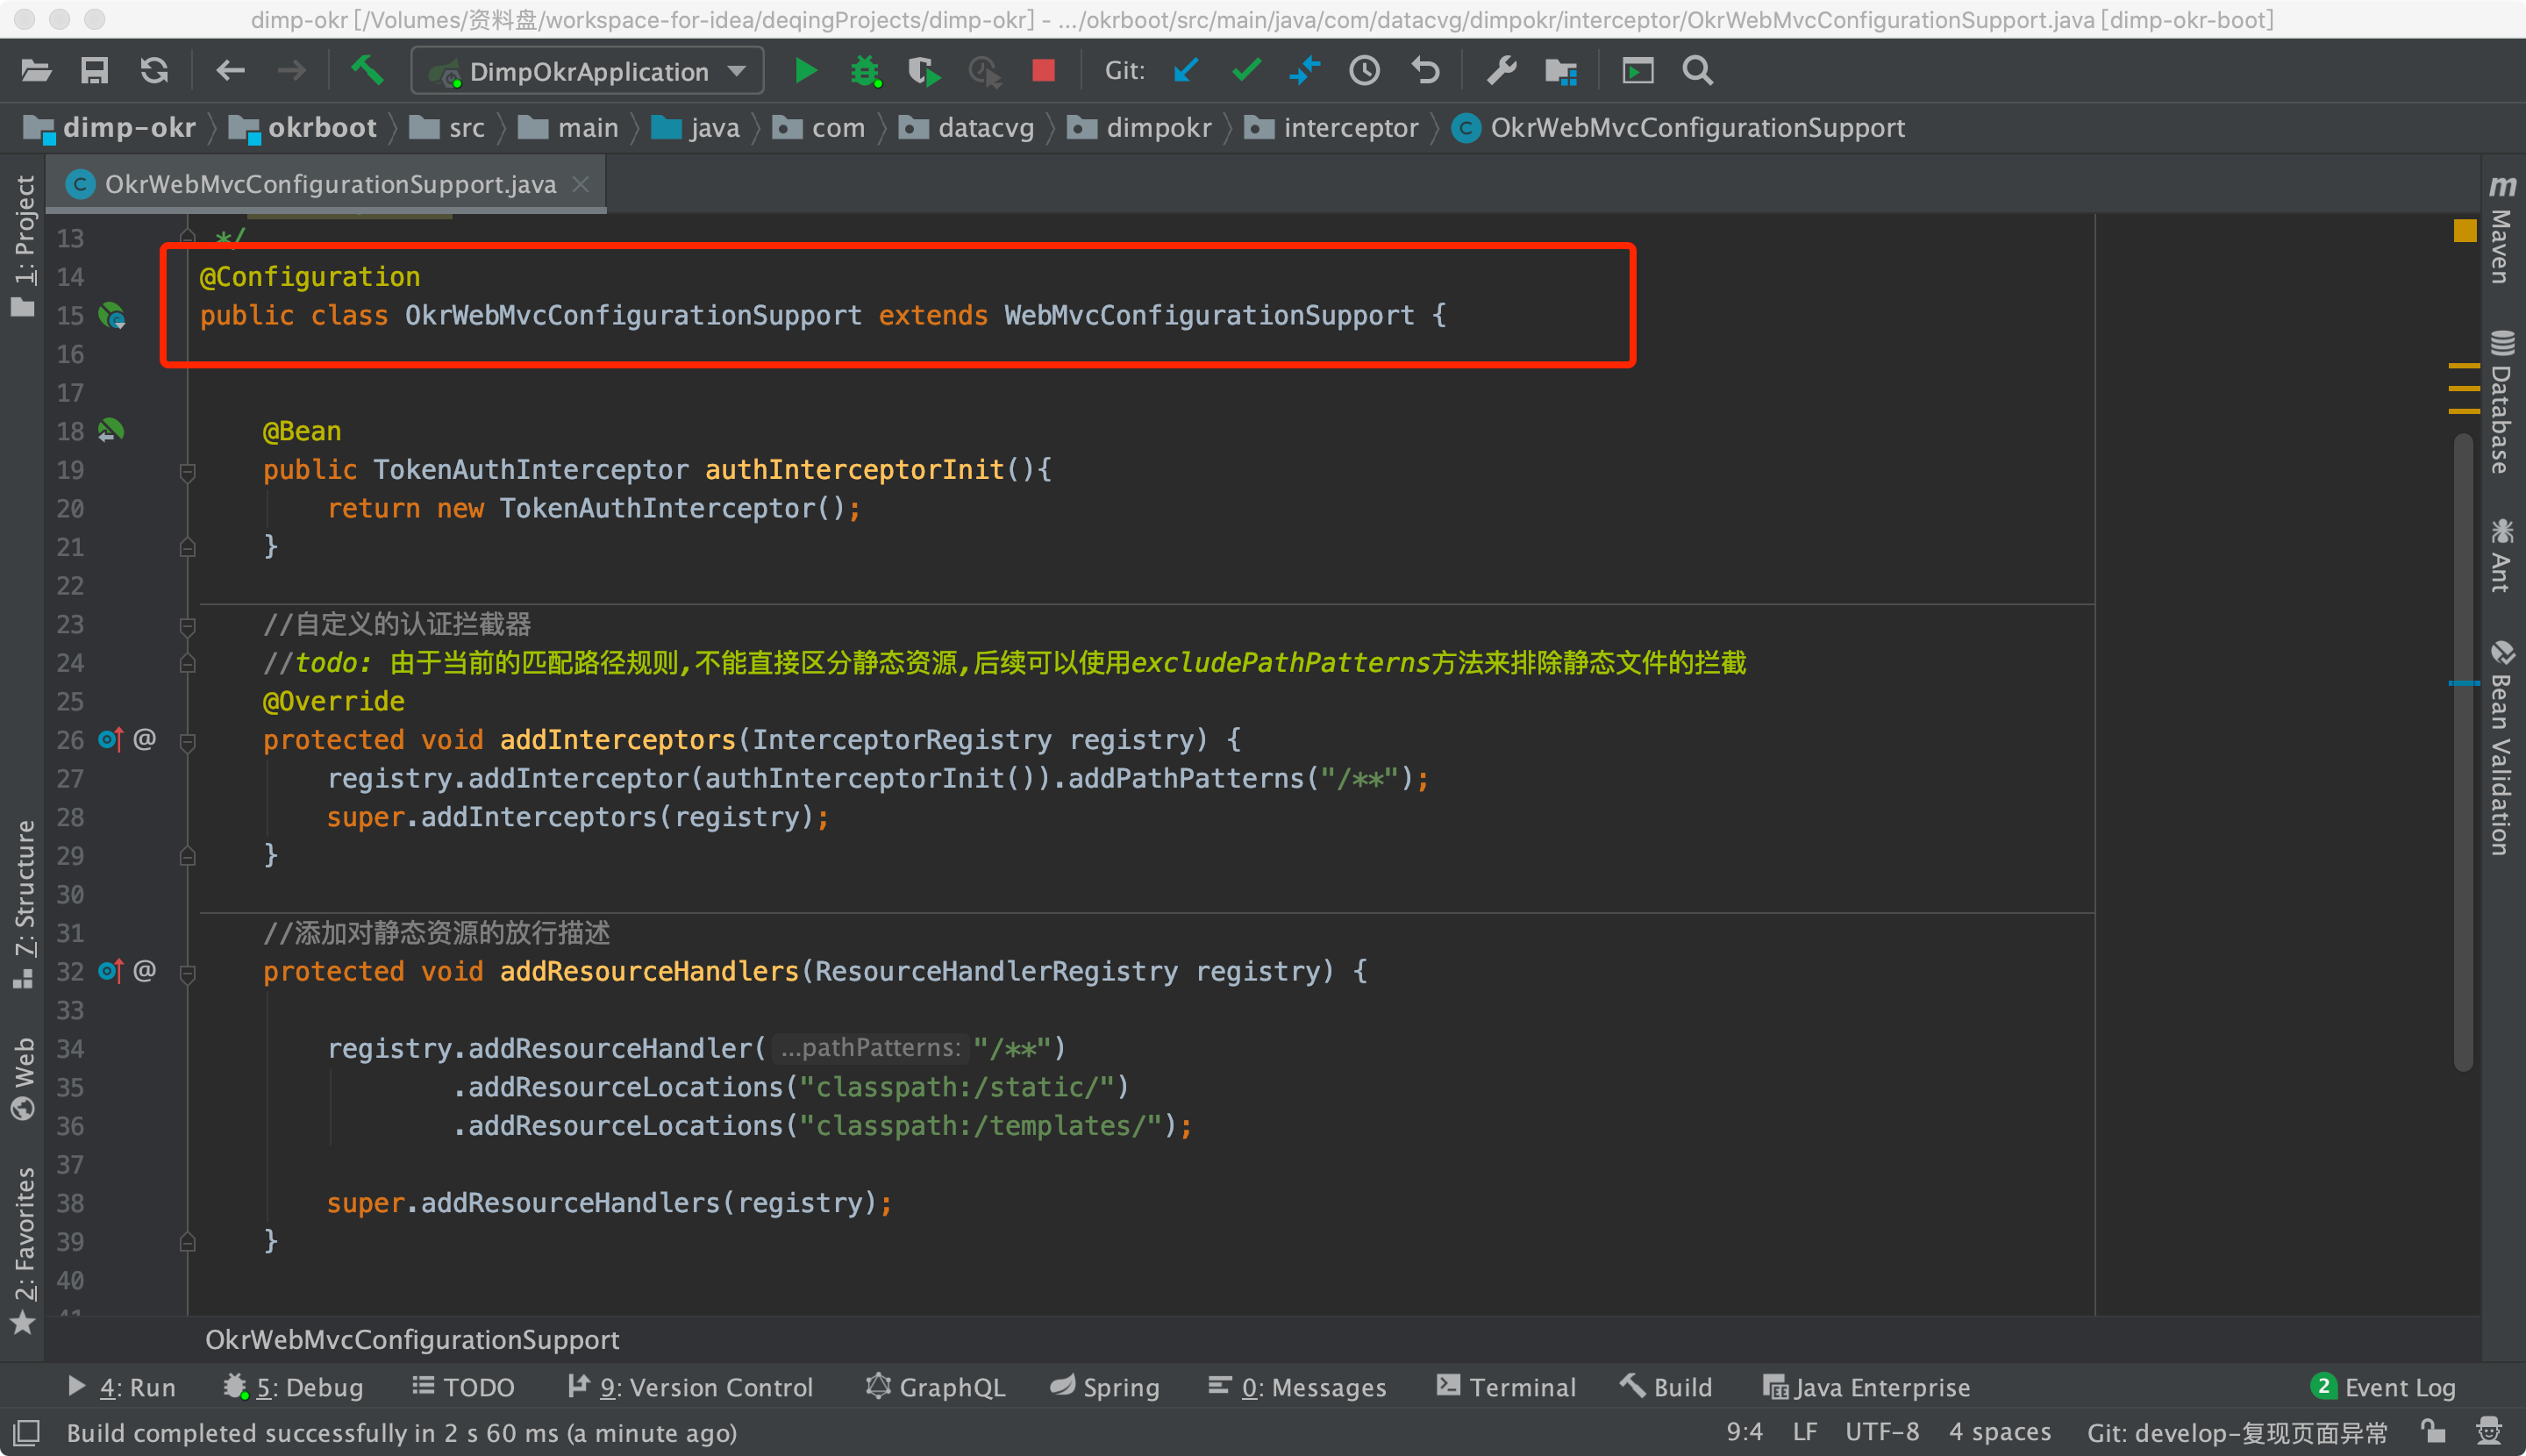 dimp-okr [/Volumes/资料盘/workspace-for-idea/deqingProjects/dimp-okr] - .../okrboot/src/main/java/com/datacvg/dimpokr/interceptor/OkrWebMvcConfigurationSupport.java [dimp-okr-boot]
DimpOkrApplication
Git:
dimp-okr okrboot src main java com datacvg dimpokr interceptor OkrWebMvcConfigurationSupport
OkrWebMvcConfigurationSupport.java
1: Project
7: Structure
Web
2: Favorites
13 */
14 @Configuration
15 public class OkrWebMvcConfigurationSupport extends WebMvcConfigurationSupport {
16
17
18 @Bean
19 public TokenAuthInterceptor authInterceptorInit(){
20 return new TokenAuthInterceptor();
21 }
22
23 //自定义的认证拦截器
24 //todo: 由于当前的匹配路径规则,不能直接区分静态资源,后续可以使用excludePathPatterns方法来排除静态文件的拦截
25 @Override
26 @ protected void addInterceptors(InterceptorRegistry registry) {
27 registry.addInterceptor(authInterceptorInit()).addPathPatterns("/**");
28 super.addInterceptors(registry);
29 }
30
31 //添加对静态资源的放行描述
32 @ protected void addResourceHandlers(ResourceHandlerRegistry registry) {
33
34 registry.addResourceHandler( ...pathPatterns: "/**")
35 .addResourceLocations("classpath:/static/")
36 .addResourceLocations("classpath:/templates/");
37
38 super.addResourceHandlers(registry);
39 }
40
m Maven
Database
Ant
Bean Validation
OkrWebMvcConfigurationSupport
4: Run 5: Debug TODO 9: Version Control GraphQL Spring 0: Messages Terminal Build Java Enterprise 2 Event Log
Build completed successfully in 2 s 60 ms (a minute ago) 9:4 LF UTF-8 4 spaces Git: develop-复现页面异常